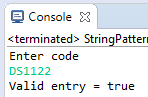 Console
<terminated> StringPattern
Enter code
DS1122
Valid entry = true